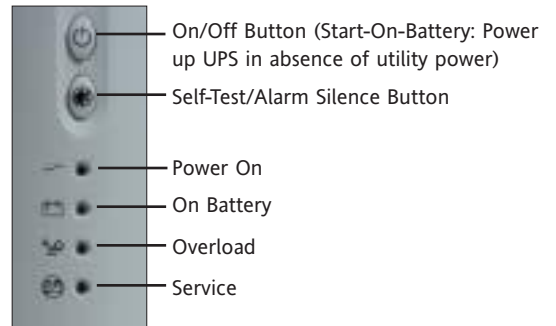 On/Off Button (Start-On-Battery: Power
up UPS in absence of utility power)
Self-Test/Alarm Silence Button
Power On
On Battery
Overload
Service